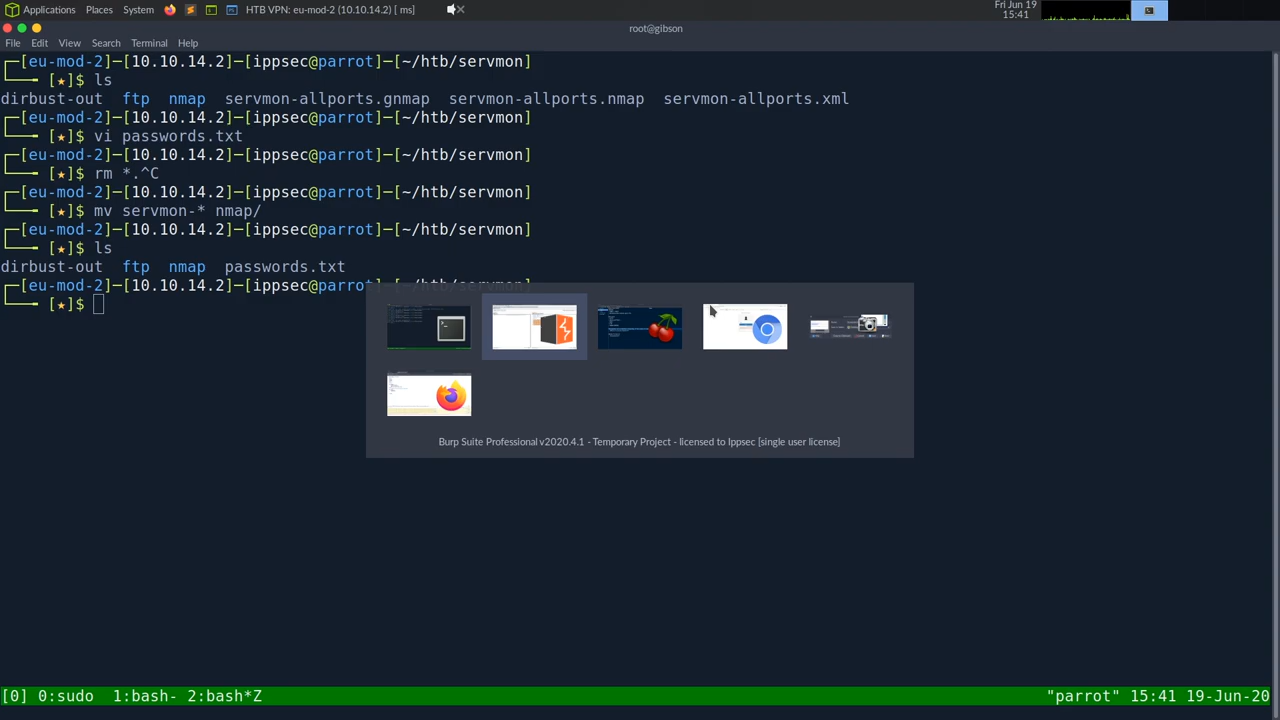 Applications Places System HTB VPN: eu-mod-2 (10.10.14.2) [ ms] Fri Jun 19
15:41
root@gibson
File Edit View Search Terminal Help
┌─[eu-mod-2]─[10.10.14.2]─[ippsec@parrot]─[~/htb/servmon]
└──╼ [★]$ ls
dirbust-out ftp nmap servmon-allports.gnmap servmon-allports.nmap servmon-allports.xml
┌─[eu-mod-2]─[10.10.14.2]─[ippsec@parrot]─[~/htb/servmon]
└──╼ [★]$ vi passwords.txt
┌─[eu-mod-2]─[10.10.14.2]─[ippsec@parrot]─[~/htb/servmon]
└──╼ [★]$ rm *.^C
┌─[eu-mod-2]─[10.10.14.2]─[ippsec@parrot]─[~/htb/servmon]
└──╼ [★]$ mv servmon-* nmap/
┌─[eu-mod-2]─[10.10.14.2]─[ippsec@parrot]─[~/htb/servmon]
└──╼ [★]$ ls
dirbust-out ftp nmap passwords.txt
┌─[eu-mod-2]─[10.10.14.2]─[ippsec@parrot]─[~/htb/servmon]
└──╼ [★]$
Burp Suite Professional v2020.4.1 - Temporary Project - licensed to Ippsec [single user license]
[0] 0:sudo 1:bash- 2:bash*Z "parrot" 15:41 19-Jun-20